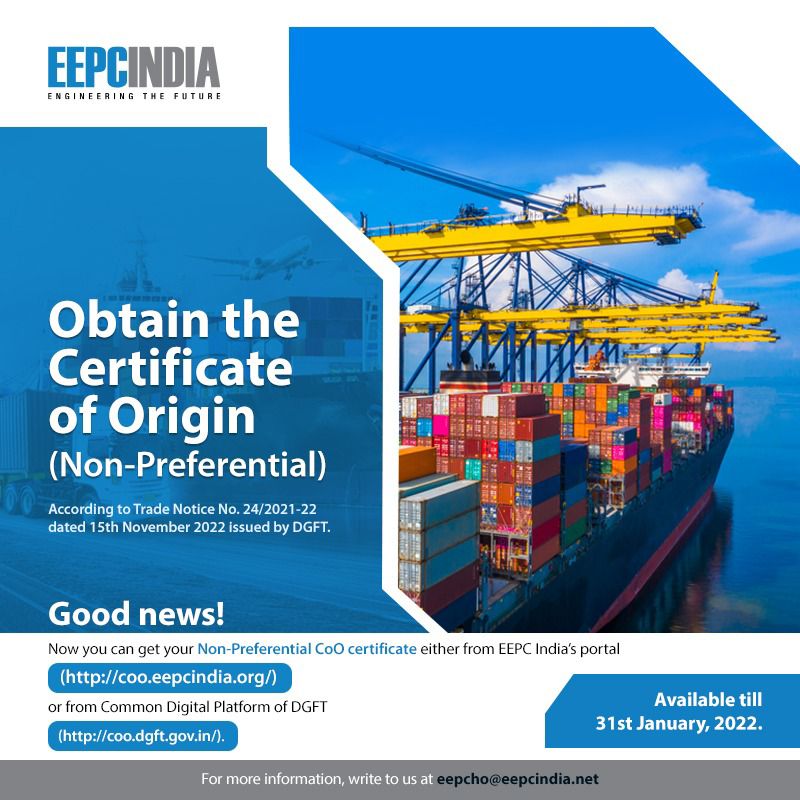 EEPCINDIA
ENGINEERING THE FUTURE
Obtain the
Certificate
of Origin
(Non-Preferential)
According to Trade Notice No. 24/2021-22
dated 15th November 2022 issued by DGFT.
Good news!
Now you can get your Non-Preferential CoO certificate either from EEPC India's portal
(http://coo.eepcindia.org/)
or from Common Digital Platform of DGFT
(http://coo.dgft.gov.in/).
Available till
31st January, 2022.
For more information, write to us at eepcho@eepcindia.net